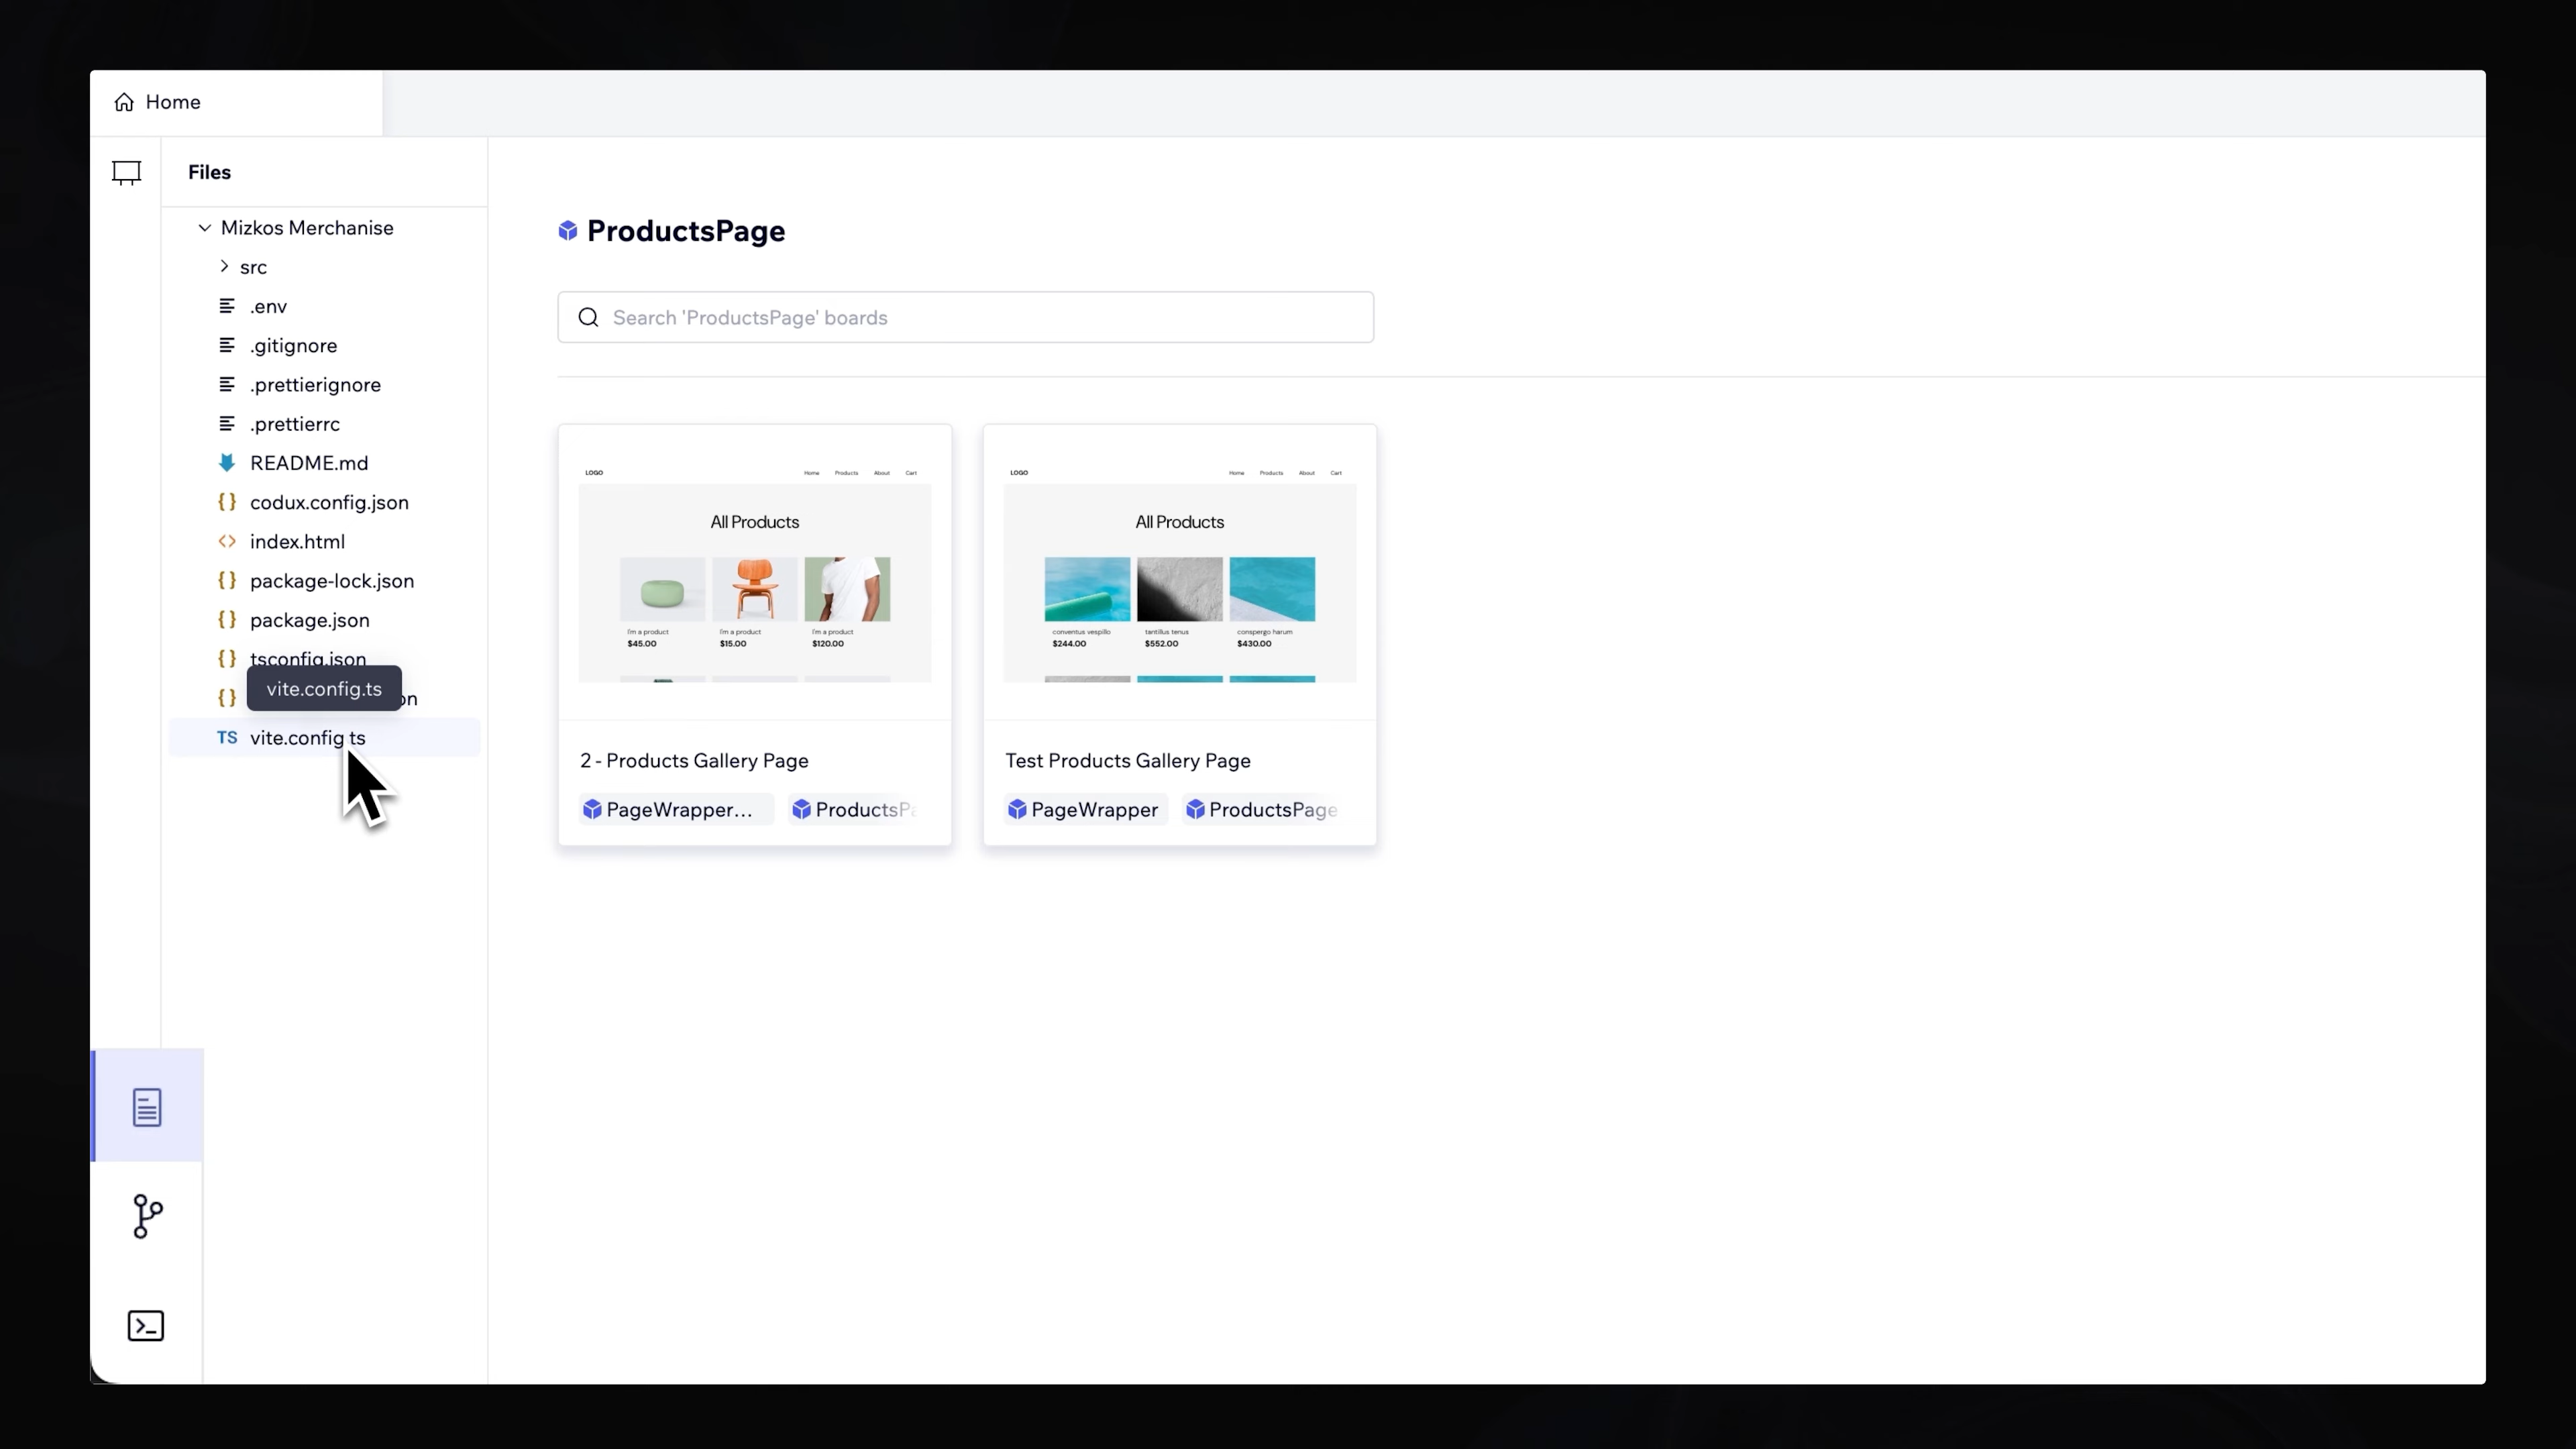 Home
Files
Mizkos Merchanise
src
.env
.gitignore
.prettierignore
.prettierrc
README.md
codux.config.json
index.html
package-lock.json
package.json
tsconfig.json
vite.config.ts
vite.config.ts
ProductsPage
Search 'ProductsPage' boards
LOGO Home Products About Cart
All Products
I'm a product I'm a product I'm a product
$45.00 $15.00 $120.00
2 - Products Gallery Page
PageWrapper...
LOGO Home Products About Cart
All Products
conventus vespillo tantillus tenus conspergo harum
$244.00 $552.00 $430.00
Test Products Gallery Page
PageWrapper ProductsPage